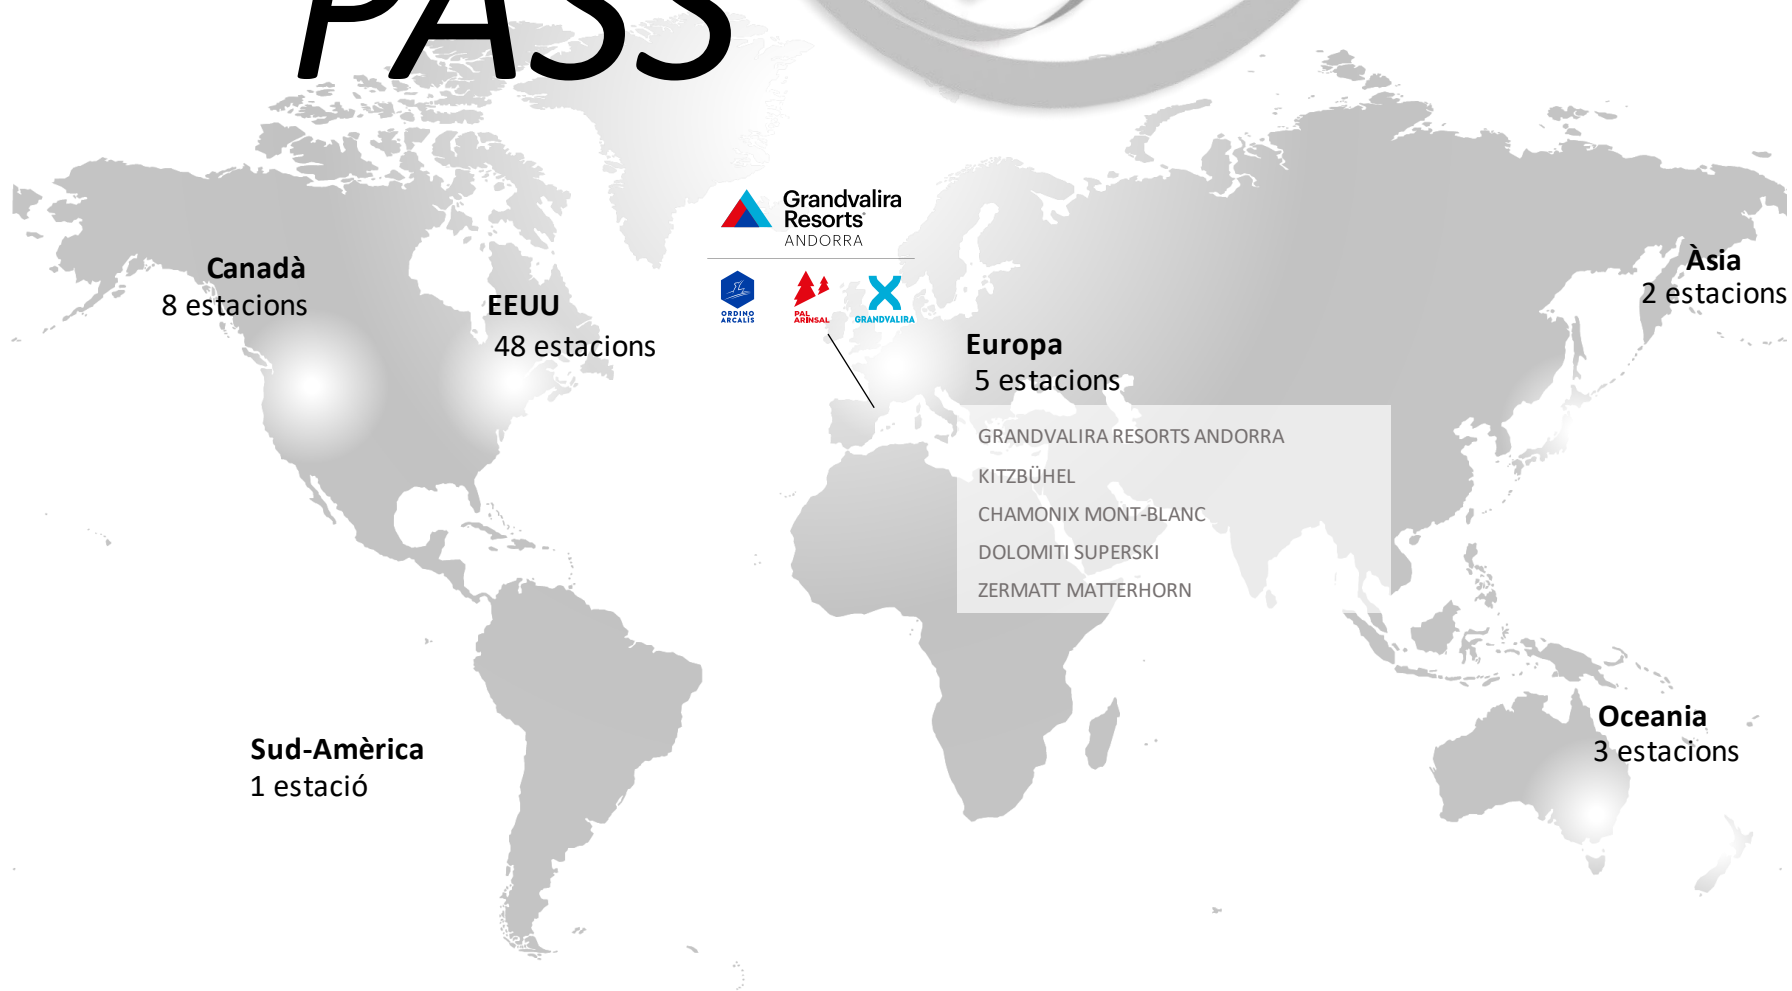 PASS
Grandvalira
Resorts
ANDORRA
ORDINO
ARCALÍS
PAL
ARINSAL
GRANDVALIRA
Canadà
8 estacions
EEUU
48 estacions
Europa
5 estacions
GRANDVALIRA RESORTS ANDORRA
KITZBÜHEL
CHAMONIX MONT-BLANC
DOLOMITI SUPERSKI
ZERMATT MATTERHORN
Àsia
2 estacions
Sud-Amèrica
1 estació
Oceania
3 estacions